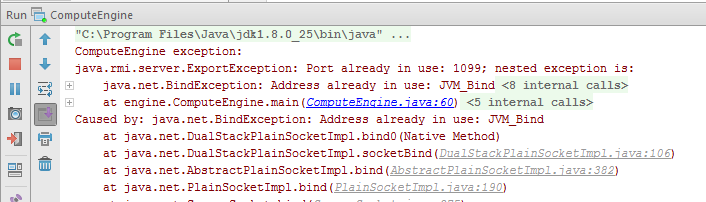 Run ComputeEngine
"C:\Program Files\Java\jdk1.8.0_25\bin\java" ...
ComputeEngine exception:
java.rmi.server.ExportException: Port already in use: 1099; nested exception is:
java.net.BindException: Address already in use: JVM_Bind <8 internal calls>
at engine.ComputeEngine.main(ComputeEngine.java:60) <5 internal calls>
Caused by: java.net.BindException: Address already in use: JVM_Bind
at java.net.DualStackPlainSocketImpl.bind0(Native Method)
at java.net.DualStackPlainSocketImpl.socketBind(DualStackPlainSocketImpl.java:106)
at java.net.AbstractPlainSocketImpl.bind(AbstractPlainSocketImpl.java:382)
at java.net.PlainSocketImpl.bind(PlainSocketImpl.java:190)